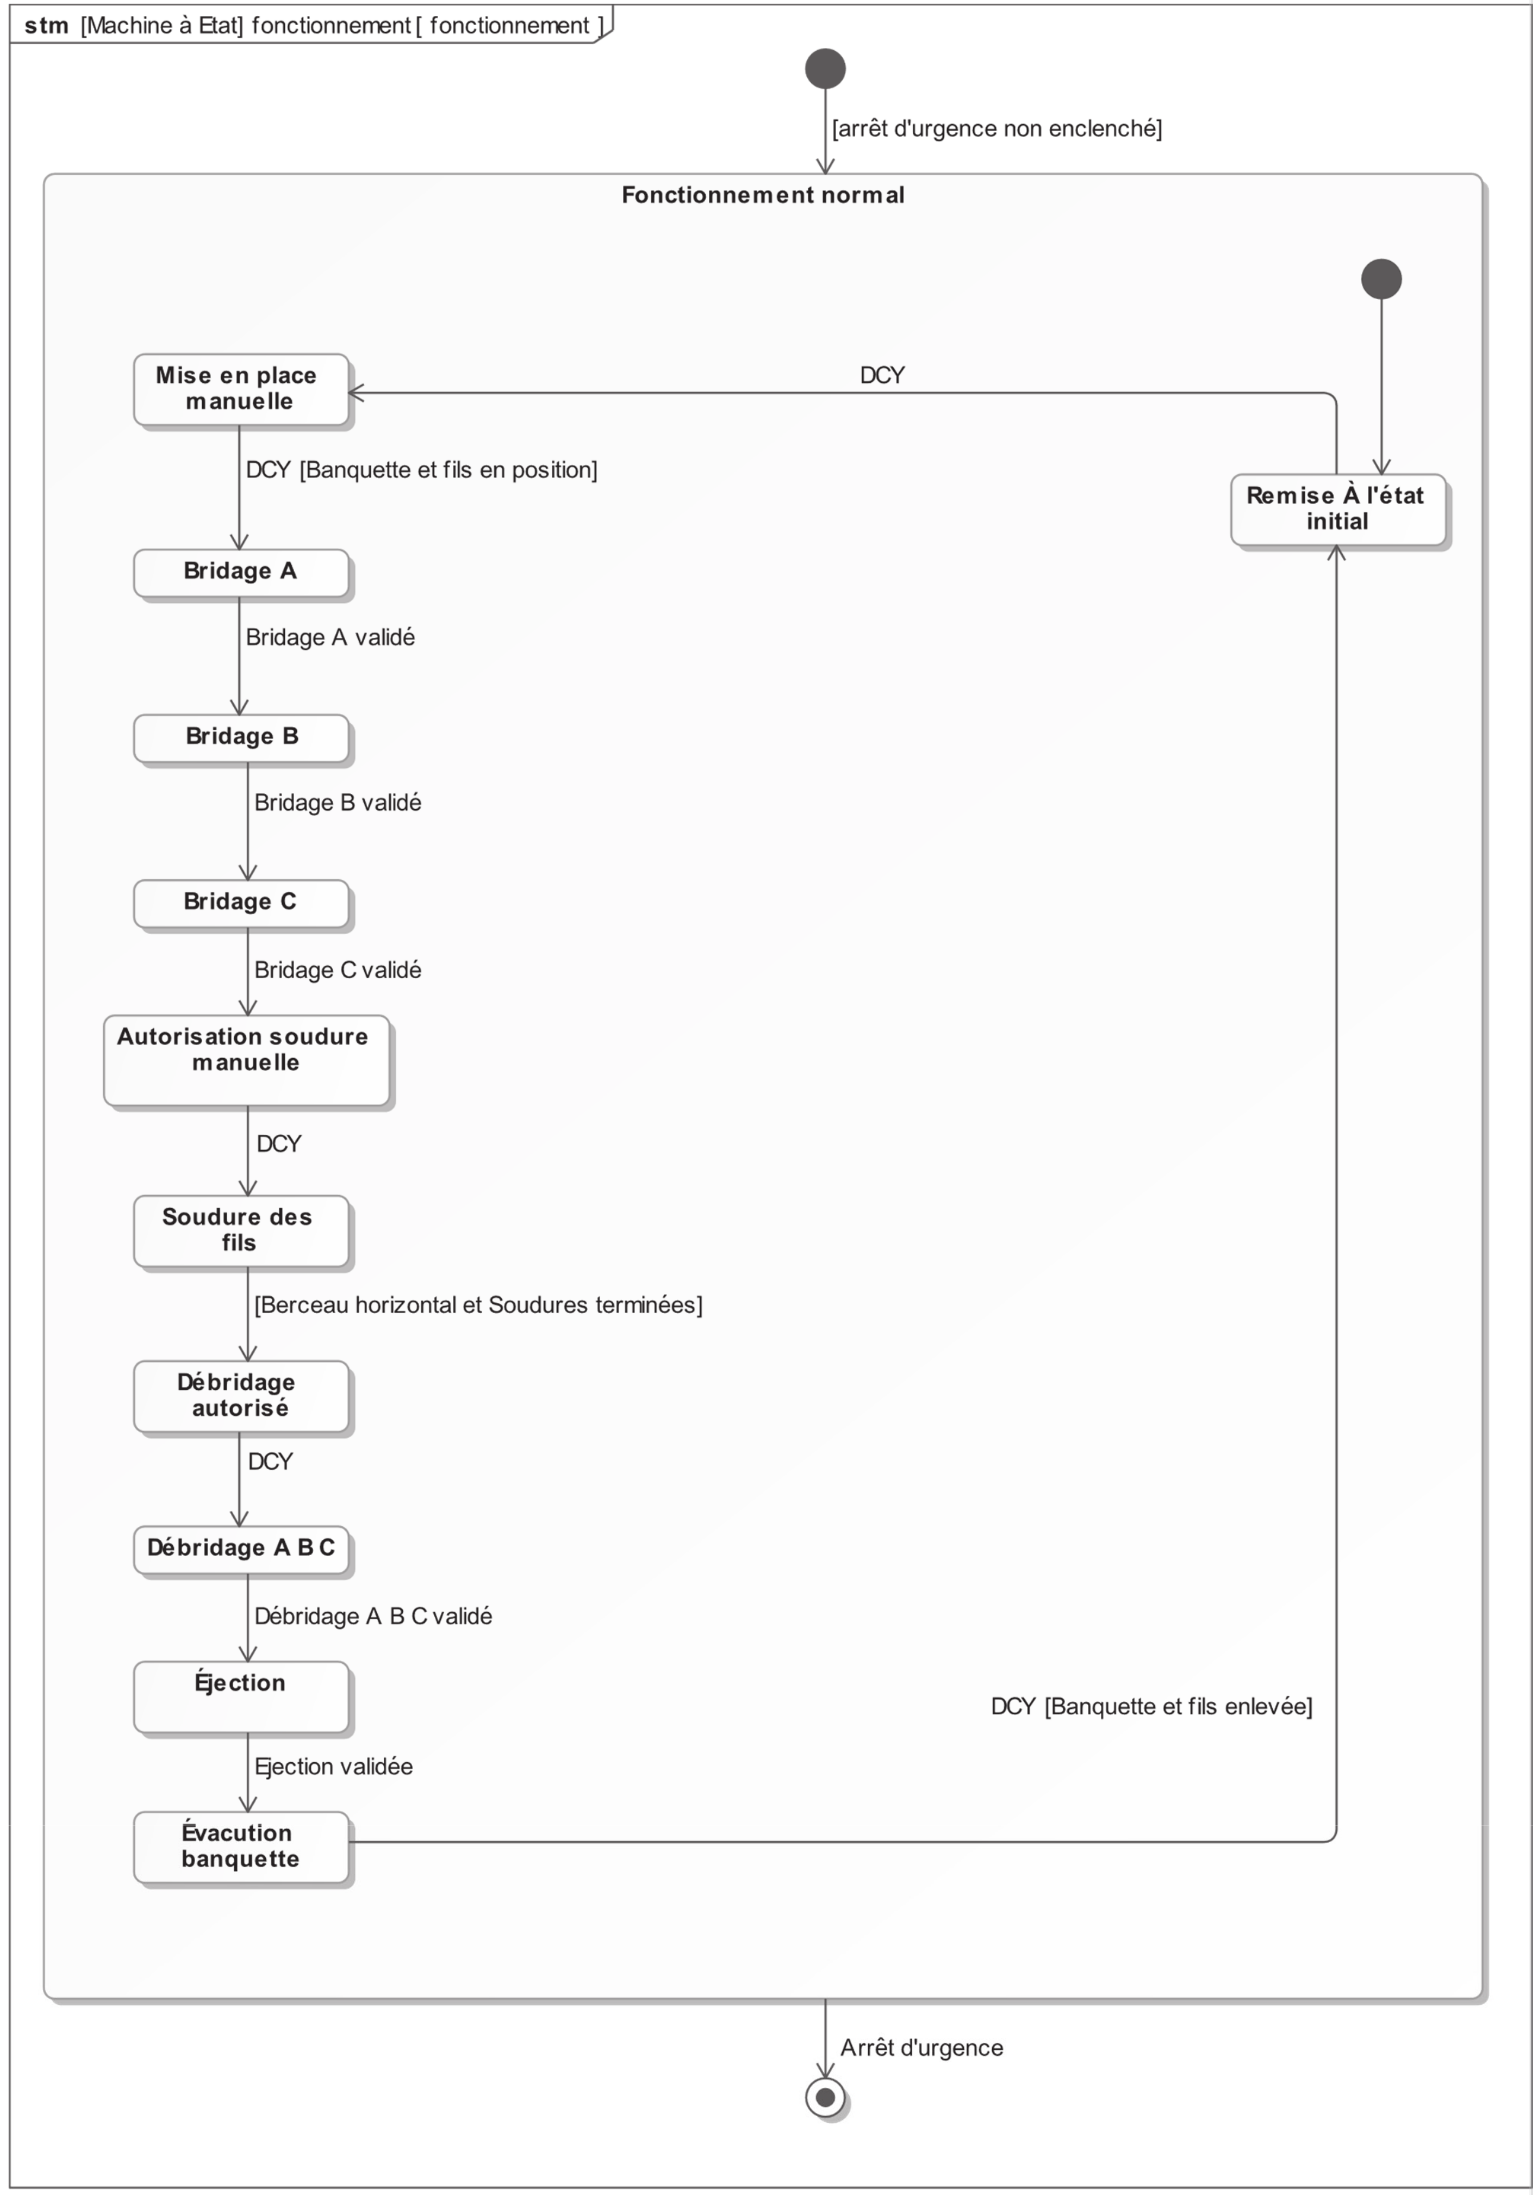 stm [Machine à Etat] fonctionnement [ fonctionnement ]
[arrêt d'urgence non enclenché]
Fonctionnement normal
DCY
Mise en place
manuelle
DCY [Banquette et fils en position]
Remise À l'état
initial
Bridage A
Bridage A validé
Bridage B
Bridage B validé
Bridage C
Bridage C validé
Autorisation soudure
manuelle
DCY
Soudure des
fils
[Berceau horizontal et Soudures terminées]
Débridage
autorisé
DCY
Débridage A B C
Débridage A B C validé
Éjection
DCY [Banquette et fils enlevée]
Ejection validée
Évacution
banquette
Arrêt d'urgence